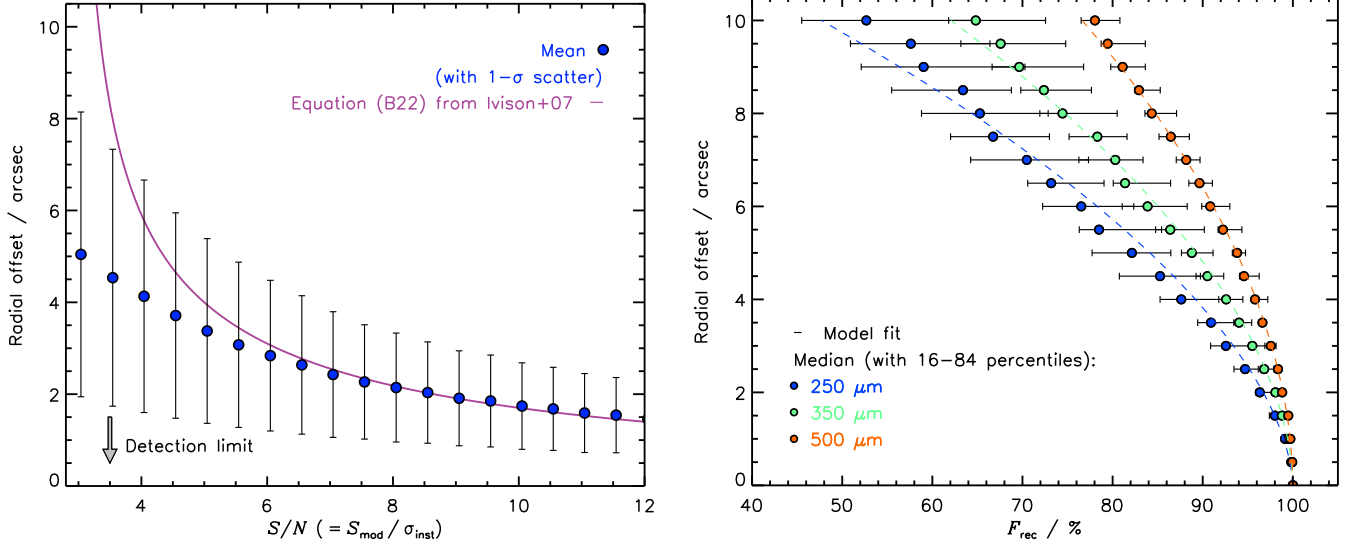 10
8
6
4
2
0
Radial offset / arcsec
Mean
(with 1−σ scatter)
Equation (B22) from Ivison+07 —
Detection limit
4 6 8 10 12
S/N (= S_mod / σ_inst)
10
8
6
4
2
0
Radial offset / arcsec
– Model fit
Median (with 16−84 percentiles):
250 μm
350 μm
500 μm
40 50 60 70 80 90 100
F_rec / %